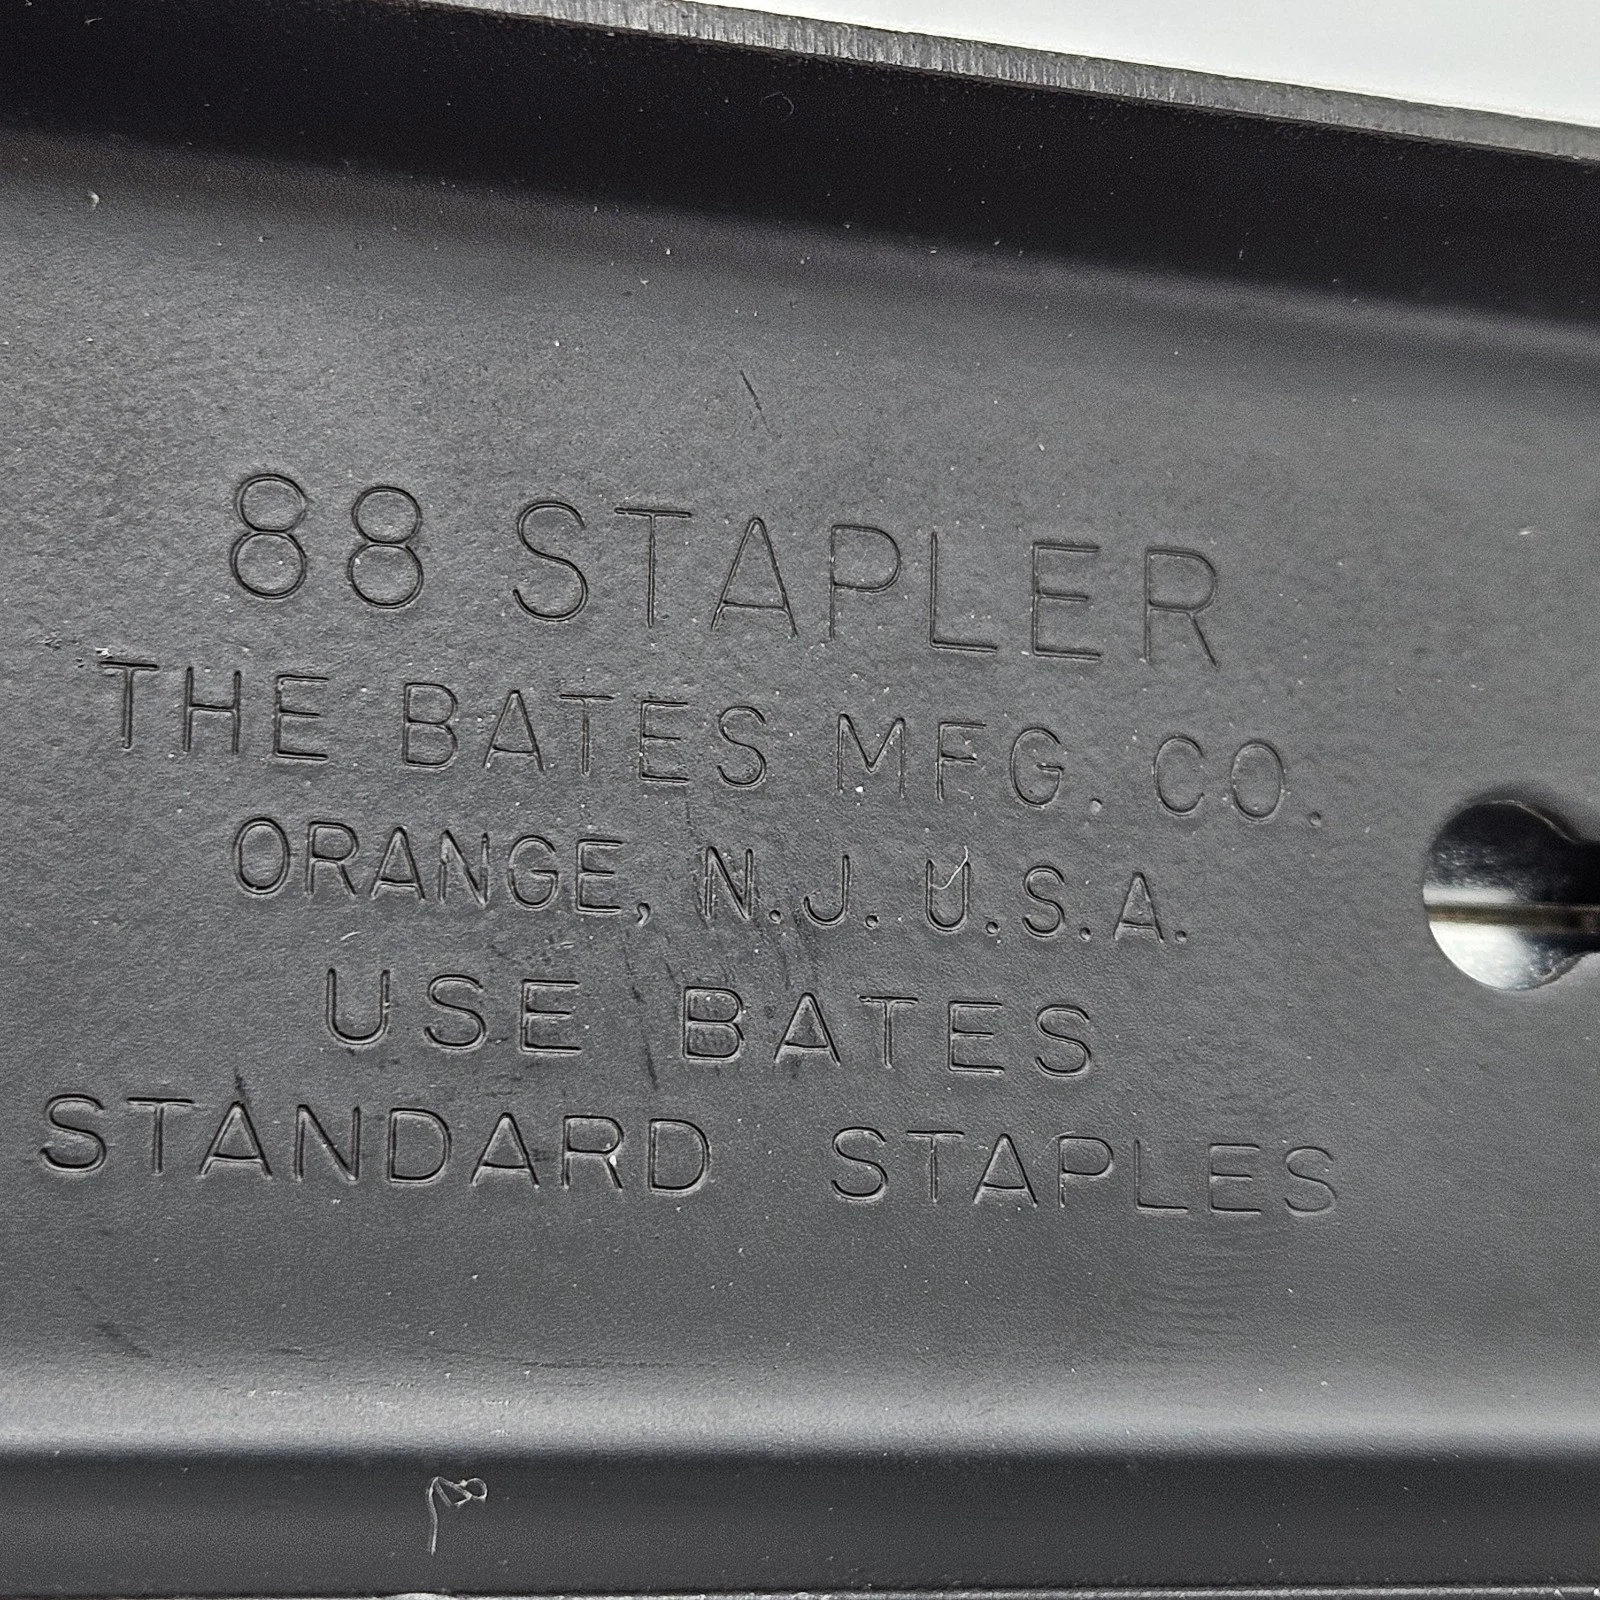 88 STAPLER
THE BATES MFG. CO.
ORANGE, N.J. U.S.A.
USE BATES
STANDARD STAPLES